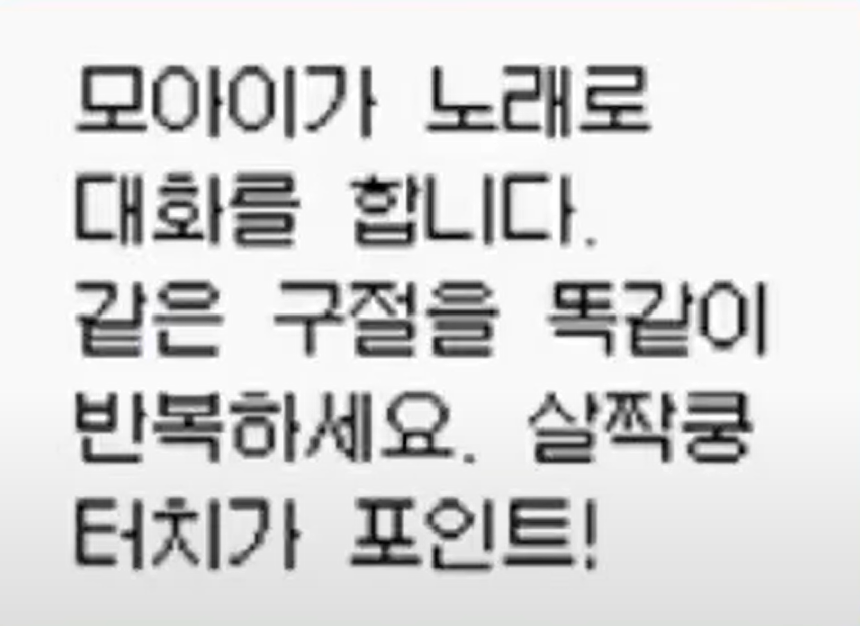 모아이가 노래로
대화를 합니다.
같은 구절을 똑같이
반복하세요. 살짝쿵
터치가 포인트!